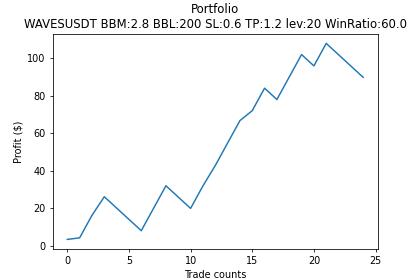 Portfolio
WAVESUSDT BBM:2.8 BBL:200 SL:0.6 TP:1.2 lev:20 WinRatio:60.0
100
80
60
40
20
0
Profit ($)
0 5 10 15 20 25
Trade counts